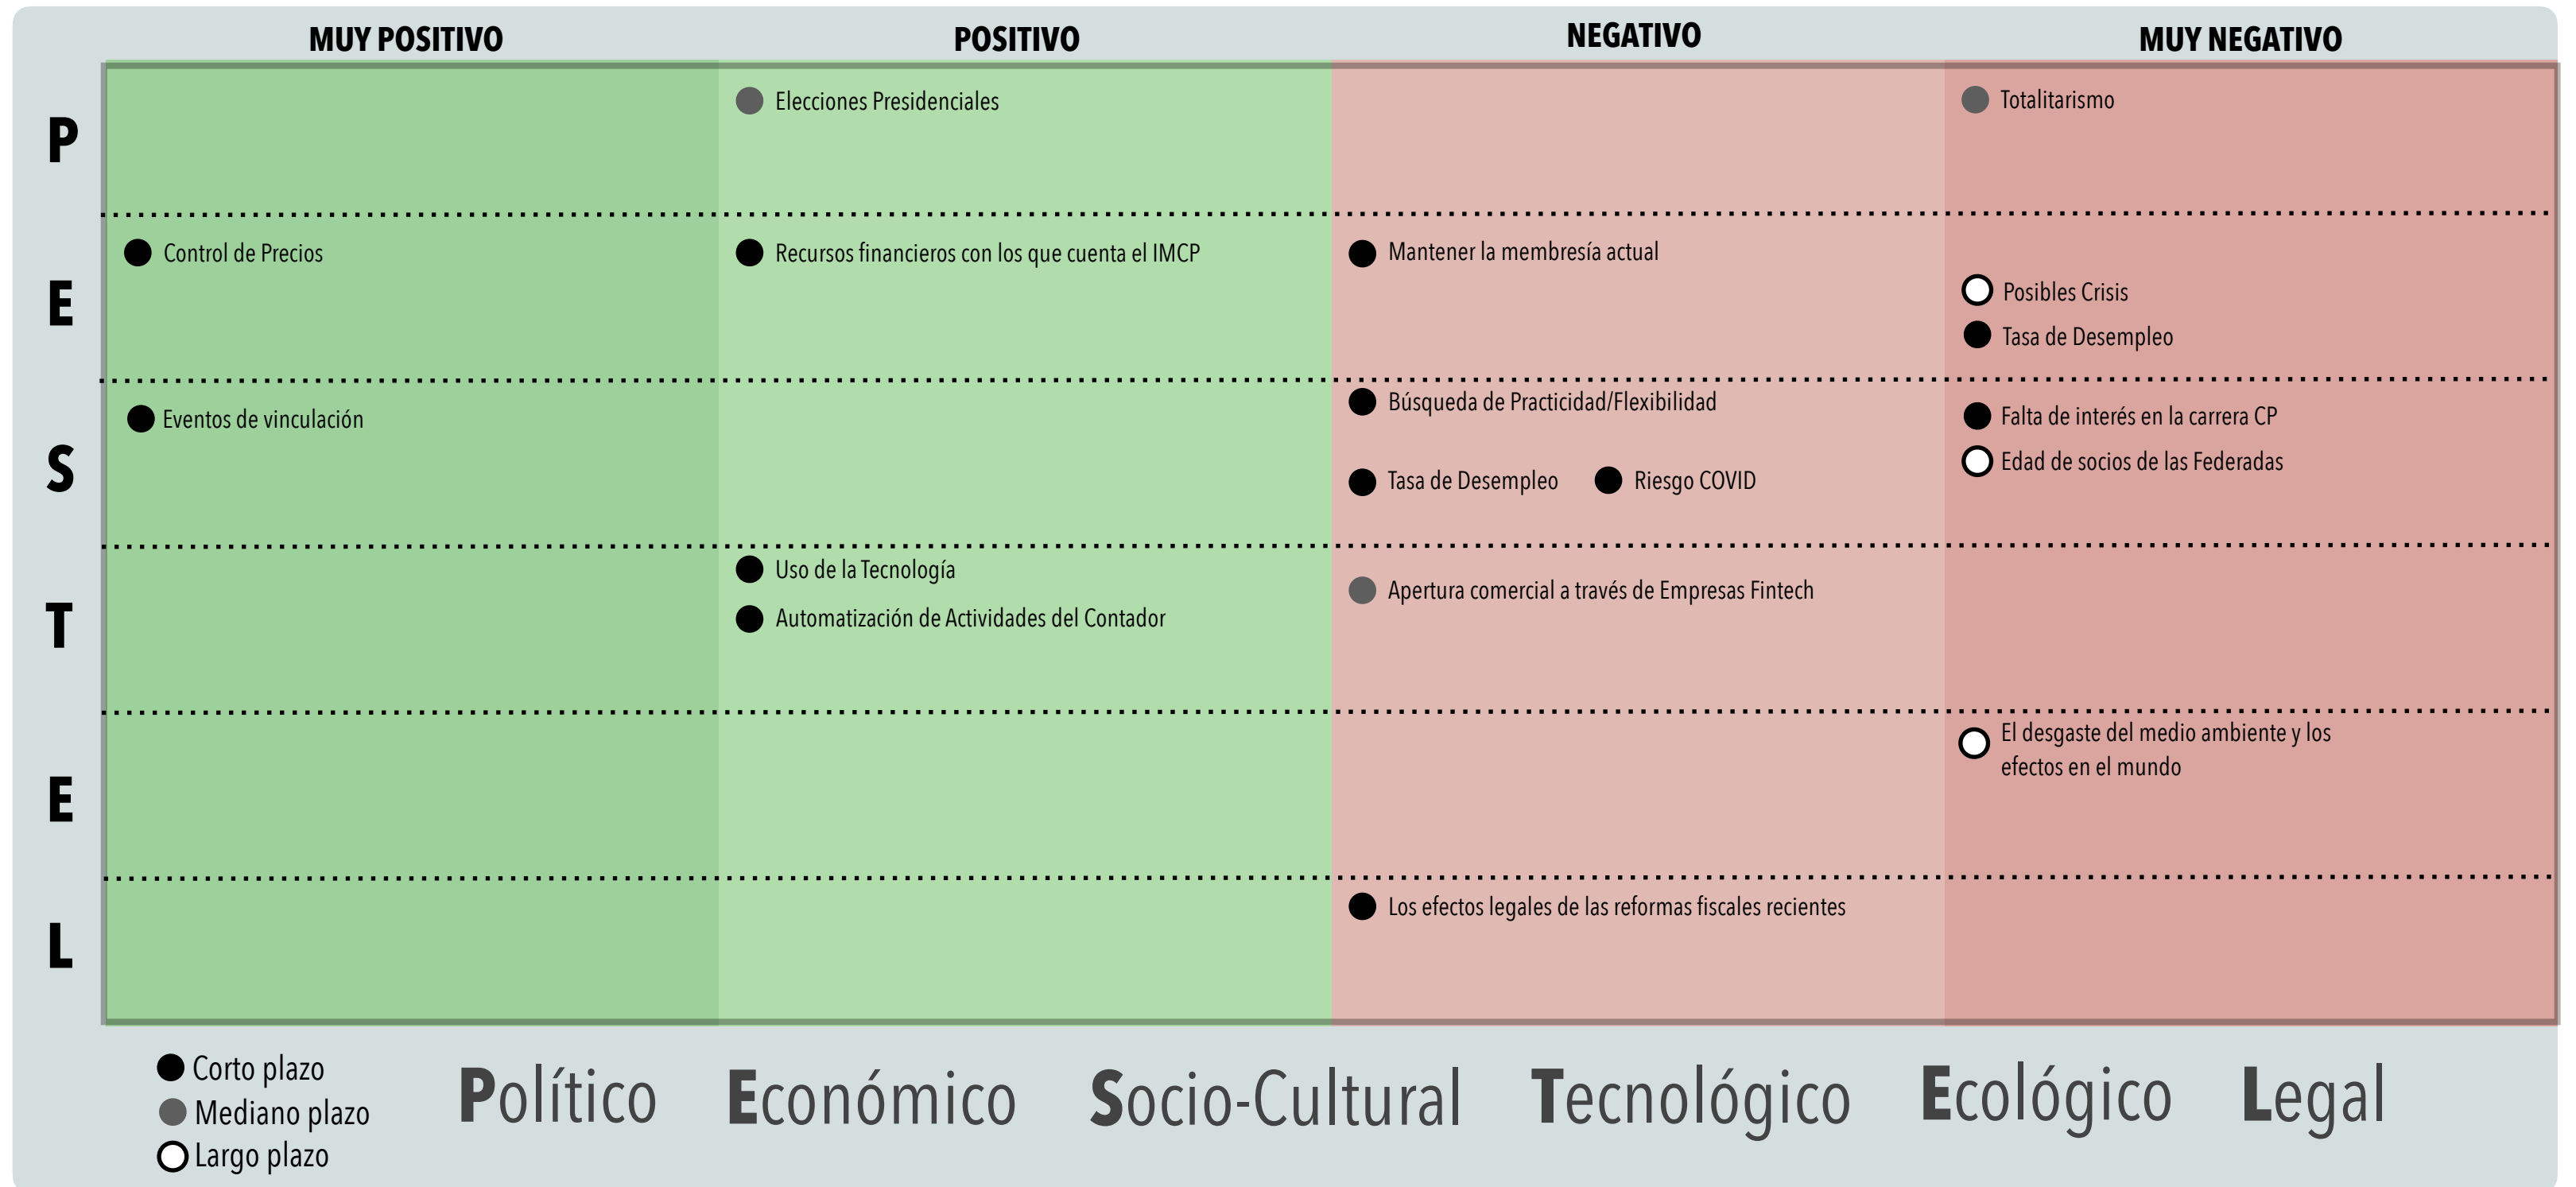 MUY POSITIVO
POSITIVO
NEGATIVO
MUY NEGATIVO
P
Elecciones Presidenciales
Totalitarismo
E
Control de Precios
Recursos financieros con los que cuenta el IMCP
Mantener la membresía actual
Posibles Crisis
Tasa de Desempleo
S
Eventos de vinculación
Búsqueda de Practicidad/Flexibilidad
Tasa de Desempleo
Riesgo COVID
Falta de interés en la carrera CP
Edad de socios de las Federadas
T
Uso de la Tecnología
Automatización de Actividades del Contador
Apertura comercial a través de Empresas Fintech
E
El desgaste del medio ambiente y los
efectos en el mundo
L
Los efectos legales de las reformas fiscales recientes
Corto plazo
Mediano plazo
Largo plazo
Político
Económico
Socio-Cultural
Tecnológico
Ecológico
Legal